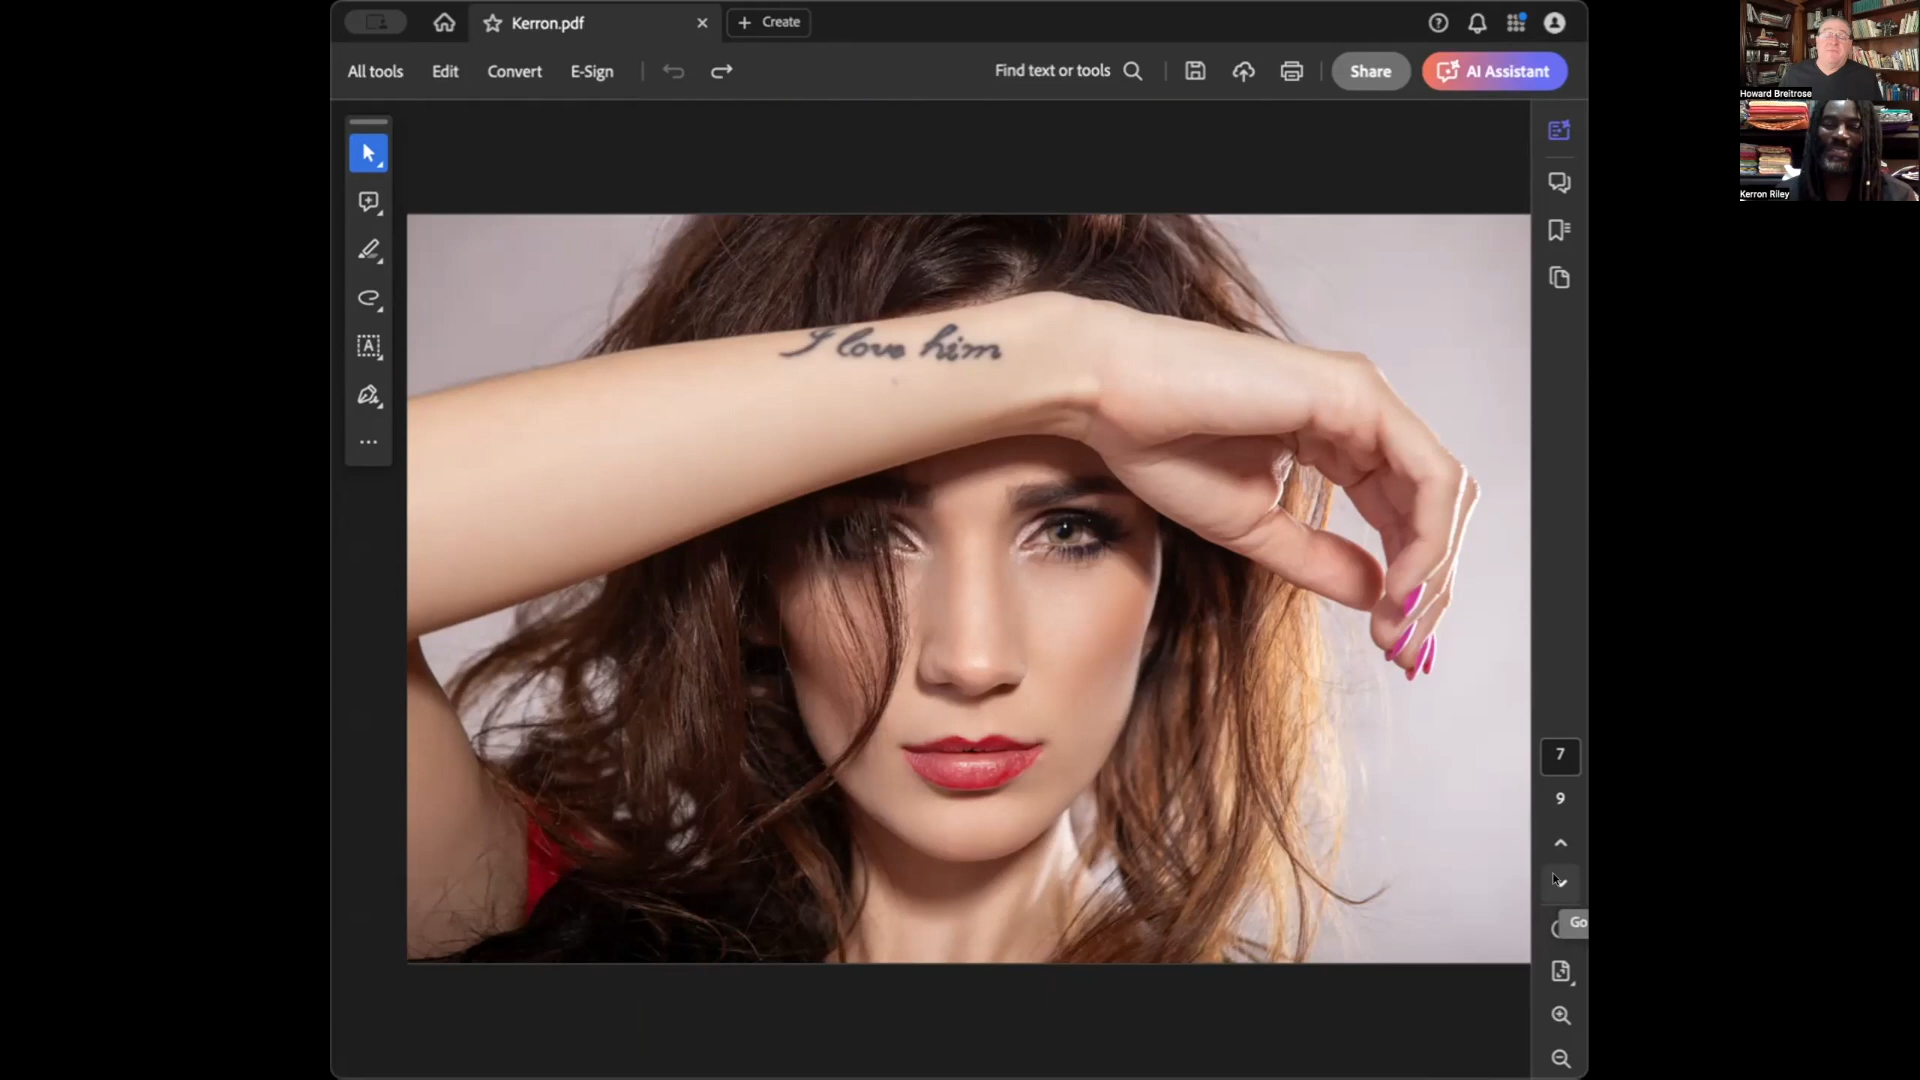 Kerron.pdf
Create
All tools
Edit
Convert
E-Sign
Find text or tools
Share
AI Assistant
Howard Breitrose
Kerron Riley
I love him
7
9
Go